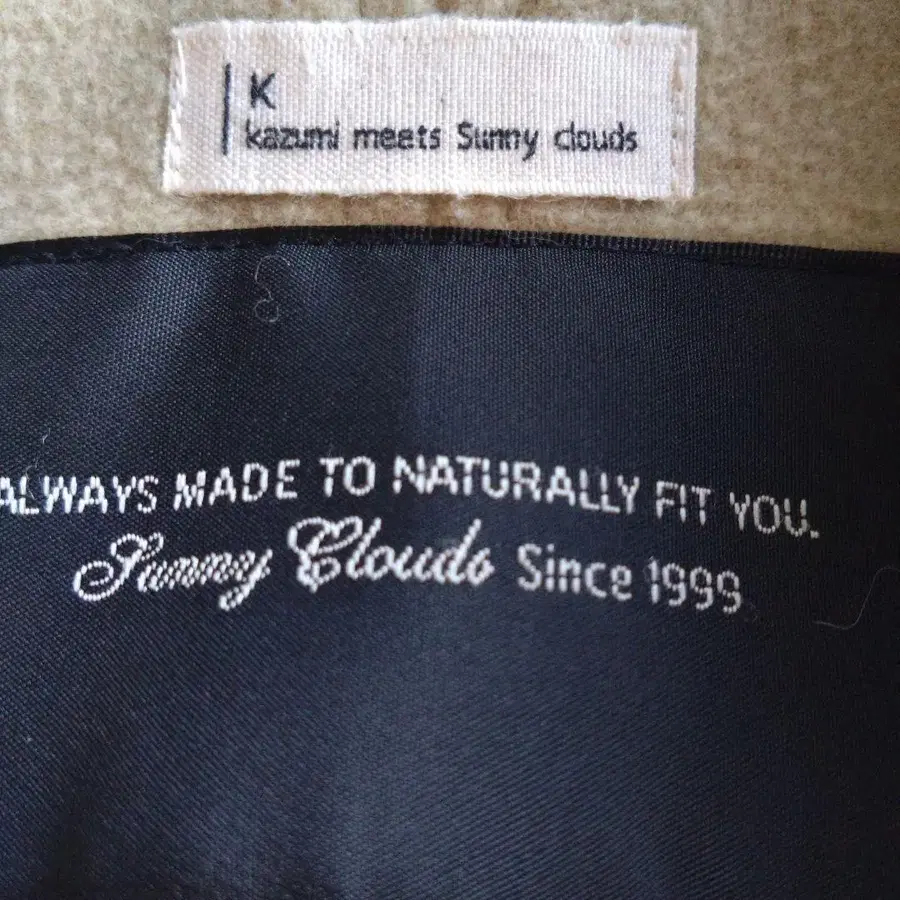 K
kazumi meets Sunny clouds
ALWAYS MADE TO NATURALLY FIT YOU.
Sunny Clouds Since 1999